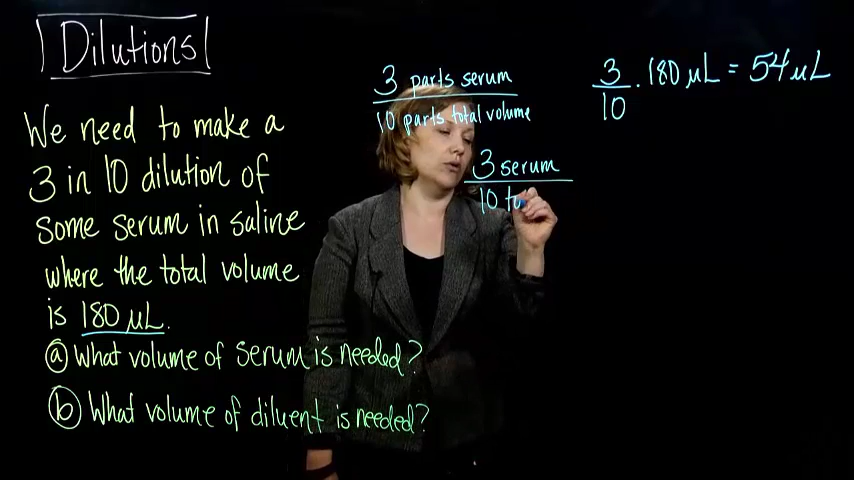 Dilutions
We need to make a
3 in 10 dilution of
some serum in saline
where the total volume
is 180 µL.
ⓐ What volume of serum is needed?
ⓑ What volume of diluent is needed?
3 parts serum
10 parts total volume
3 serum
10 to
3/10 · 180 µL = 54 µL